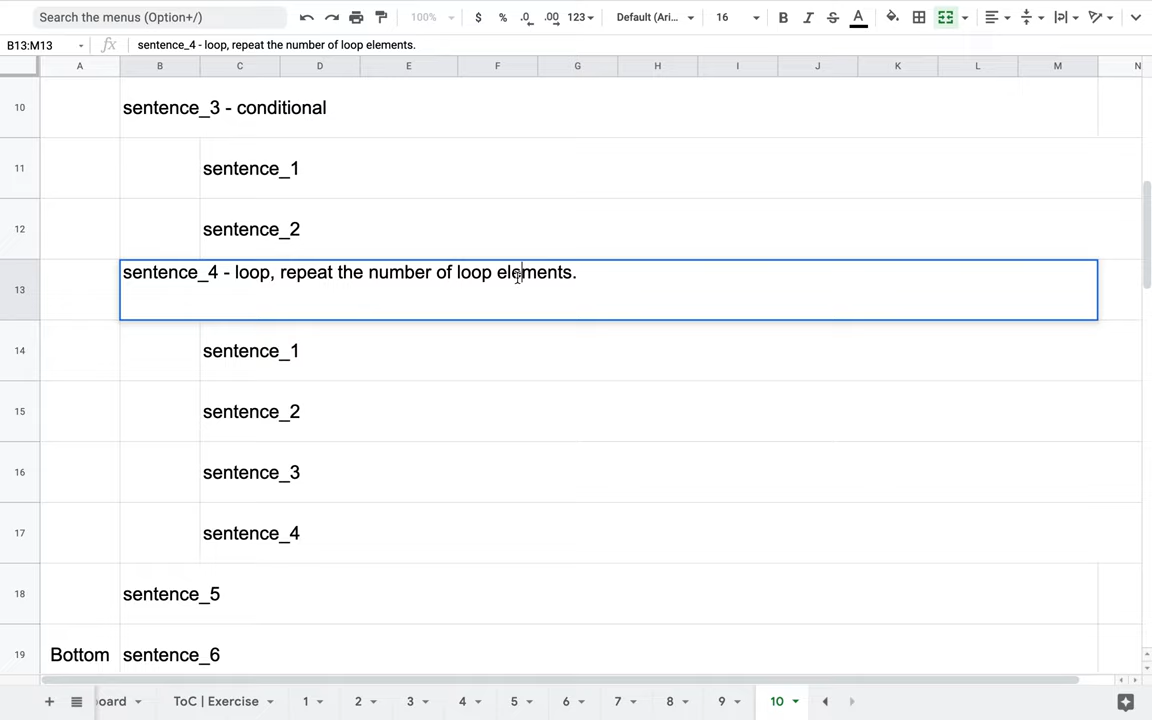 Search the menus (Option+/)
100%
$
%
.0
.00
123
Default (Ari...
16
B
I
S
A
B13:M13
fx
sentence_4 - loop, repeat the number of loop elements.
A B C D E F G H I J K L M N
10 sentence_3 - conditional
11 sentence_1
12 sentence_2
13 sentence_4 - loop, repeat the number of loop elements.
14 sentence_1
15 sentence_2
16 sentence_3
17 sentence_4
18 sentence_5
19 Bottom sentence_6
board
ToC | Exercise
1
2
3
4
5
6
7
8
9
10